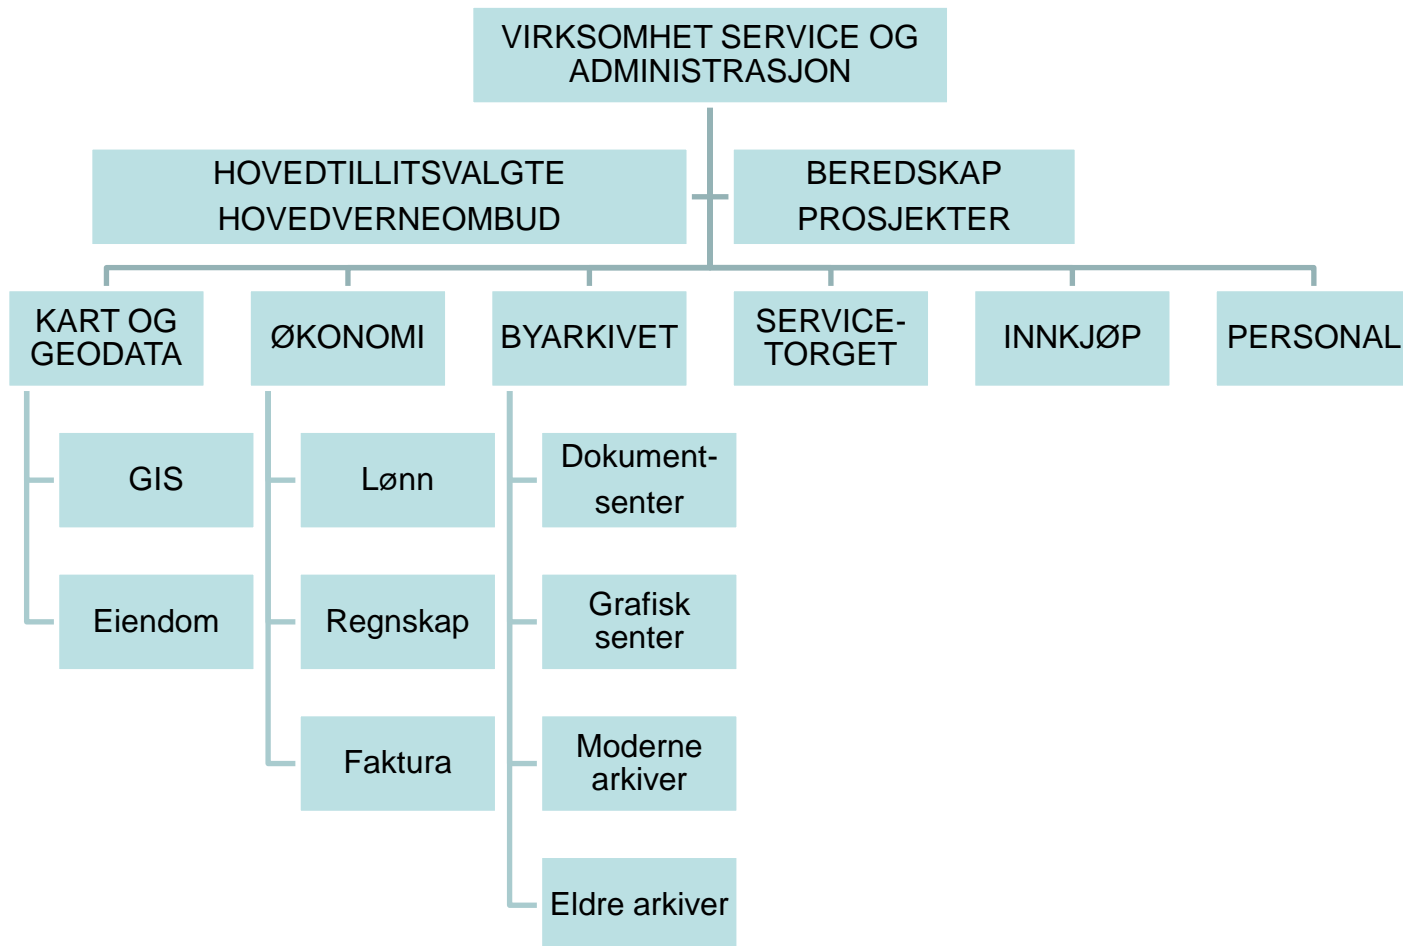 VIRKSOMHET SERVICE OG
ADMINISTRASJON
HOVEDTILLITSVALGTE
HOVEDVERNEOMBUD
BEREDSKAP
PROSJEKTER
KART OG
GEODATA
ØKONOMI
BYARKIVET
SERVICE-
TORGET
INNKJØP
PERSONAL
GIS
Eiendom
Lønn
Regnskap
Faktura
Dokument-
senter
Grafisk
senter
Moderne
arkiver
Eldre arkiver